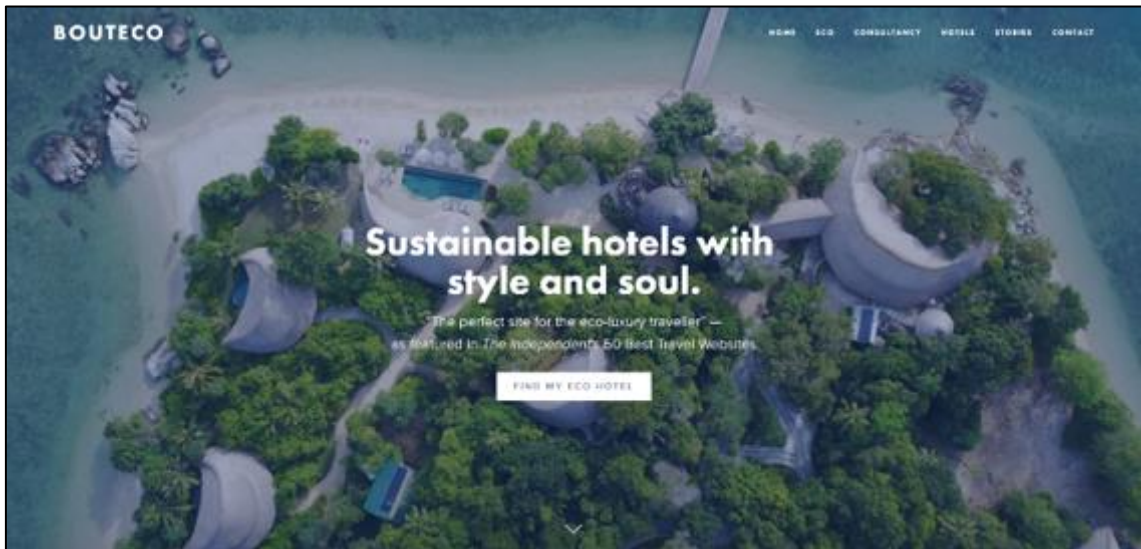 BOUTECO
HOME ECO CONSULTANCY HOTELS STORIES CONTACT
Sustainable hotels with
style and soul.
"The perfect site for the eco-luxury traveller" —
as featured in The Independent's 50 Best Travel Websites.
FIND MY ECO HOTEL